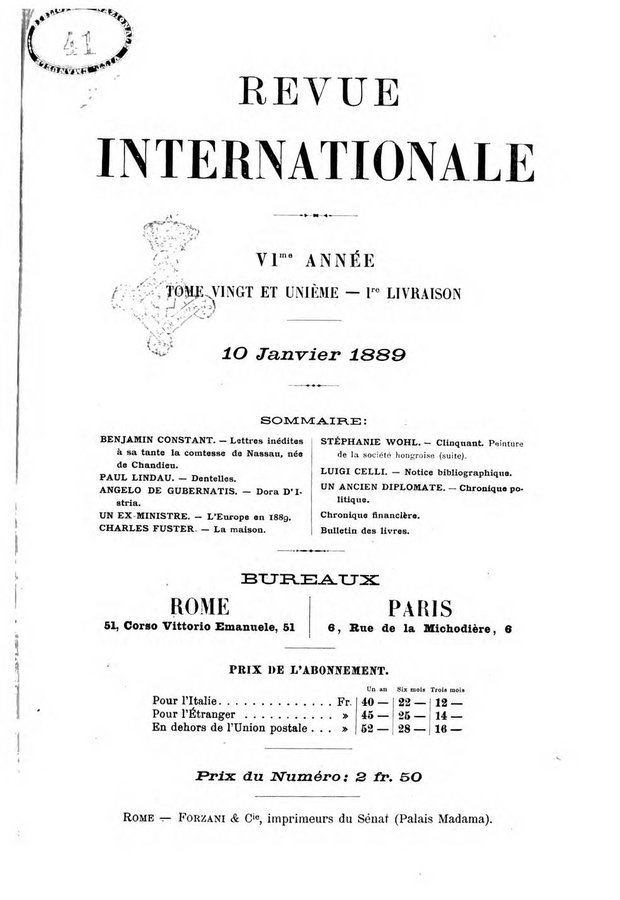 41
REVUE
INTERNATIONALE
VIme ANNÉE
TOME VINGT ET UNIÈME — Ire LIVRAISON
10 Janvier 1889
SOMMAIRE:
BENJAMIN CONSTANT. — Lettres inédites
à sa tante la comtesse de Nassau, née
de Chandieu.
PAUL LINDAU. — Dentelles.
ANGELO DE GUBERNATIS. — Dora D'I-
stria.
UN EX-MINISTRE. — L'Europe en 1889.
CHARLES FUSTER. — La maison.
STÉPHANIE WOHL. — Clinquant. Peinture
de la société hongroise (suite).
LUIGI CELLI. — Notice bibliographique.
UN ANCIEN DIPLOMATE. — Chronique po-
litique.
Chronique financière.
Bulletin des livres.
BUREAUX
ROME
51, Corso Vittorio Emanuele, 51
PARIS
6, Rue de la Michodière, 6
PRIX DE L'ABONNEMENT.
Un an Six mois Trois mois
Pour l'Italie. . . . . . . . . . . . . . Fr. 40 — 22 — 12 —
Pour l'Étranger . . . . . . . . . . . » 45 — 25 — 14 —
En dehors de l'Union postale . . . » 52 — 28 — 16 —
Prix du Numéro: 2 fr. 50
ROME — FORZANI & Cie, imprimeurs du Sénat (Palais Madama).